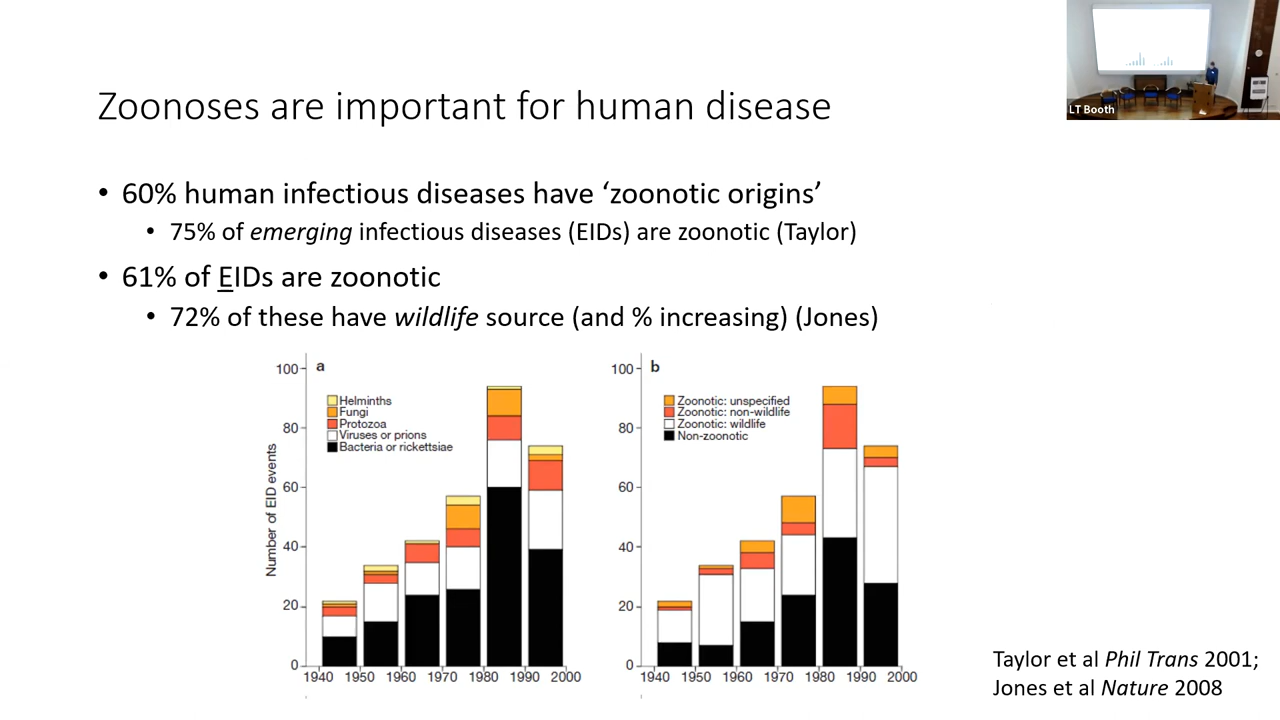 LT Booth
Zoonoses are important for human disease
• 60% human infectious diseases have ‘zoonotic origins’
• 75% of emerging infectious diseases (EIDs) are zoonotic (Taylor)
• 61% of EIDs are zoonotic
• 72% of these have wildlife source (and % increasing) (Jones)
a
Helminths
Fungi
Protozoa
Viruses or prions
Bacteria or rickettsiae
Number of EID events
100
80
60
40
20
0
1940 1950 1960 1970 1980 1990 2000
b
Zoonotic: unspecified
Zoonotic: non-wildlife
Zoonotic: wildlife
Non-zoonotic
100
80
60
40
20
0
1940 1950 1960 1970 1980 1990 2000
Taylor et al Phil Trans 2001;
Jones et al Nature 2008